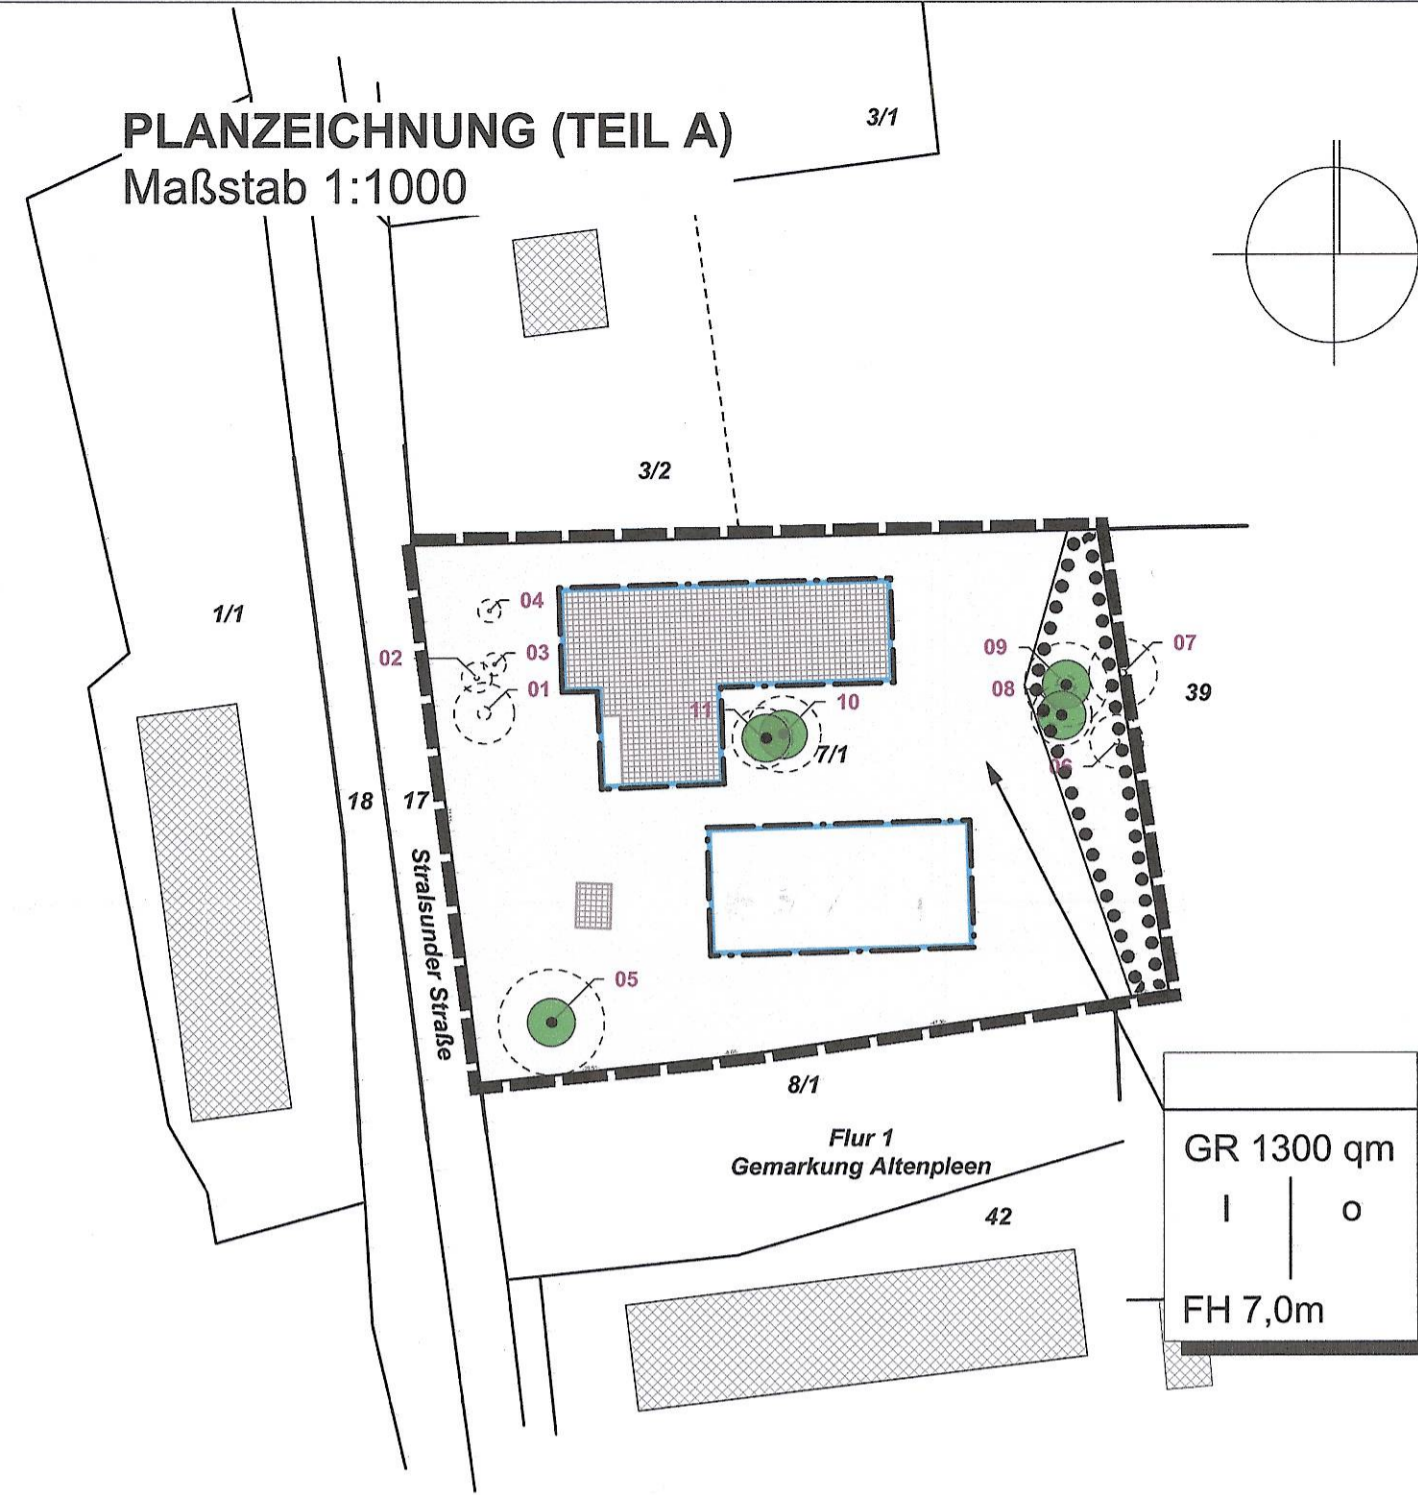 PLANZEICHNUNG (TEIL A)
Maßstab 1:1000
3/1
3/2
1/1
04
03
02
01
09
07
08
39
11
10
7/1
06
18
17
Stralsunder Straße
05
8/1
Flur 1
Gemarkung Altenpleen
42
GR 1300 qm
I o
FH 7,0m